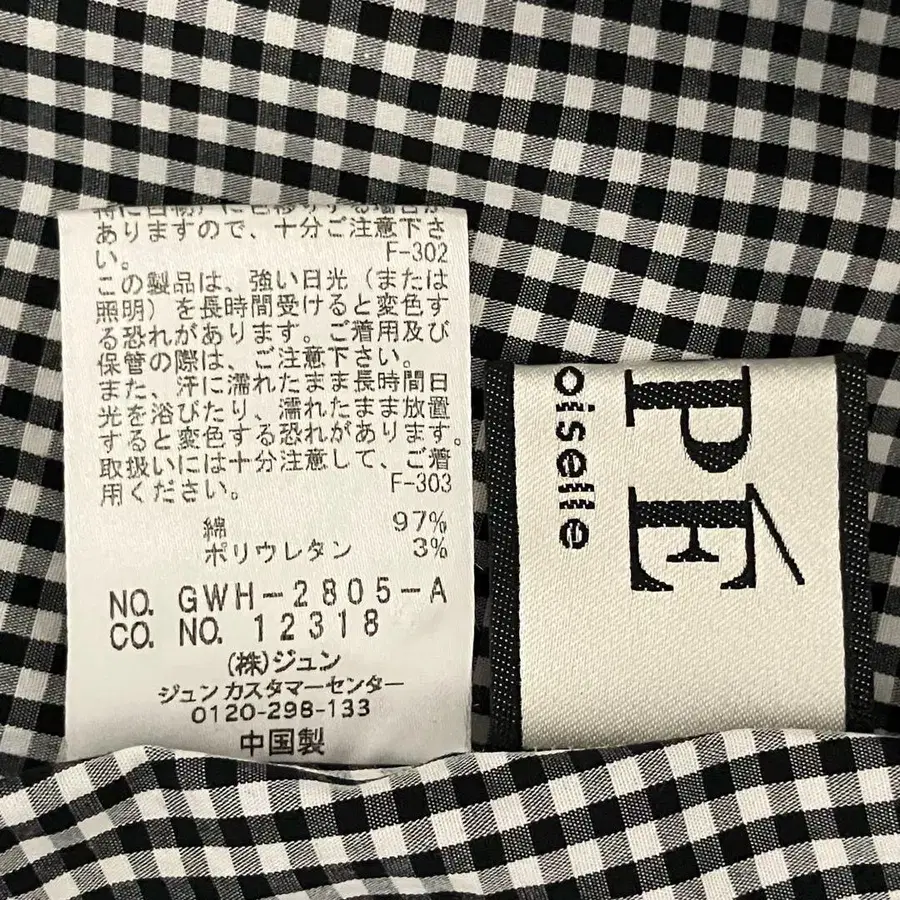 ありますので、十分ご注意下さ
い。 F-302
この製品は、強い日光（または
照明）を長時間受けると変色す
る恐れがあります。ご着用及び
保管の際は、ご注意下さい。
また、汗に濡れたまま長時間日
光を浴びたり、濡れたまま放置
すると変色する恐れがあります。
取扱いには十分注意して、ご着
用ください。 F-303
綿 97%
ポリウレタン 3%
NO. GWH-2805-A
CO. NO. 12318
(株)ジュン
ジュン カスタマーセンター
0120-298-133
中国製
PÉ
oiselle